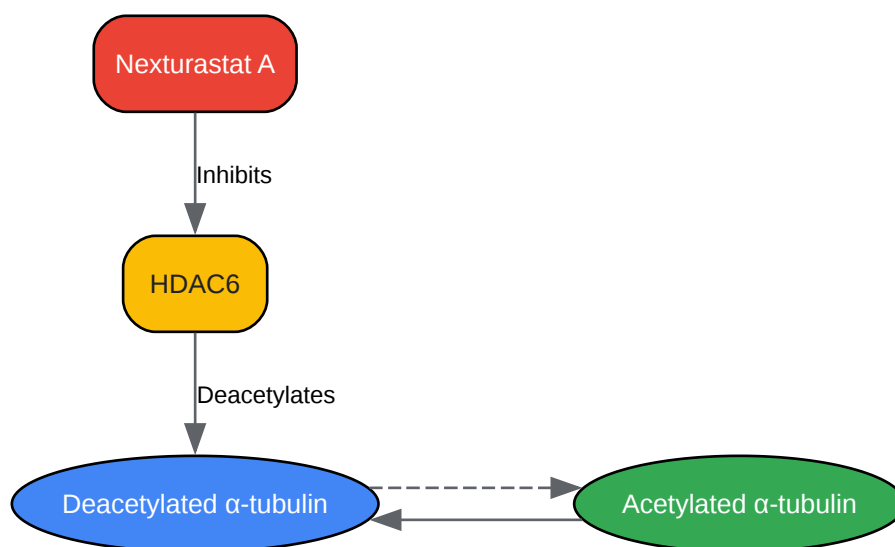 Nexturastat A
Inhibits
HDAC6
Deacetylates
Deacetylated α-tubulin
Acetylated α-tubulin